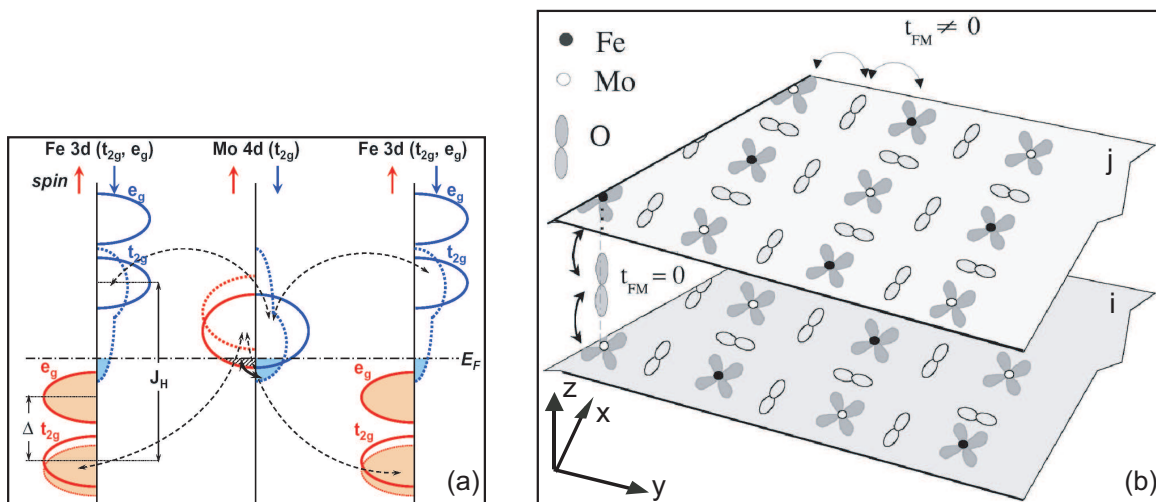 Fe 3d (t2g, eg) Mo 4d (t2g) Fe 3d (t2g, eg)
spin
eg eg
t2g t2g
EF
eg JH eg
Δ
t2g t2g
(a)
tFM ≠ 0
Fe
Mo
O
j
tFM = 0
i
z
x
y
(b)